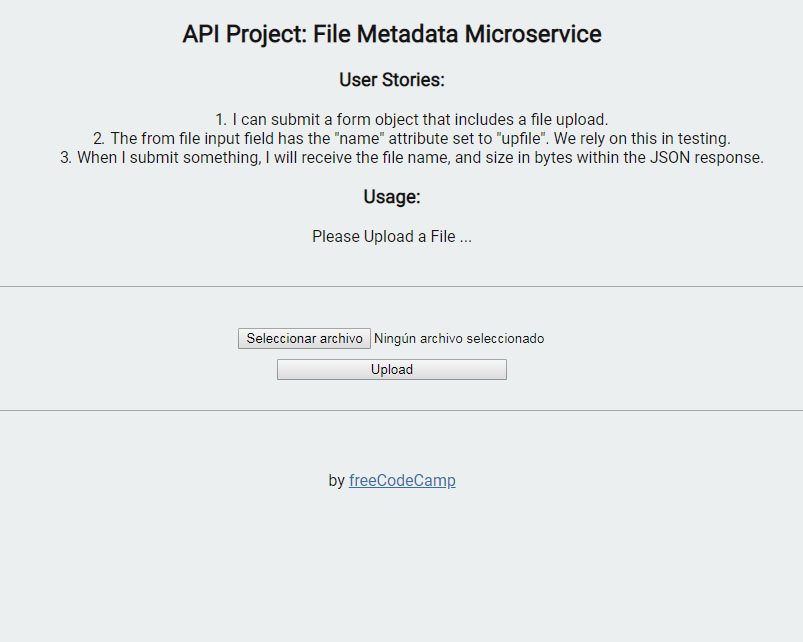 API Project: File Metadata Microservice
User Stories:
1. I can submit a form object that includes a file upload.
2. The from file input field has the "name" attribute set to "upfile". We rely on this in testing.
3. When I submit something, I will receive the file name, and size in bytes within the JSON response.
Usage:
Please Upload a File ...
Seleccionar archivo Ningún archivo seleccionado
Upload
by freeCodeCamp